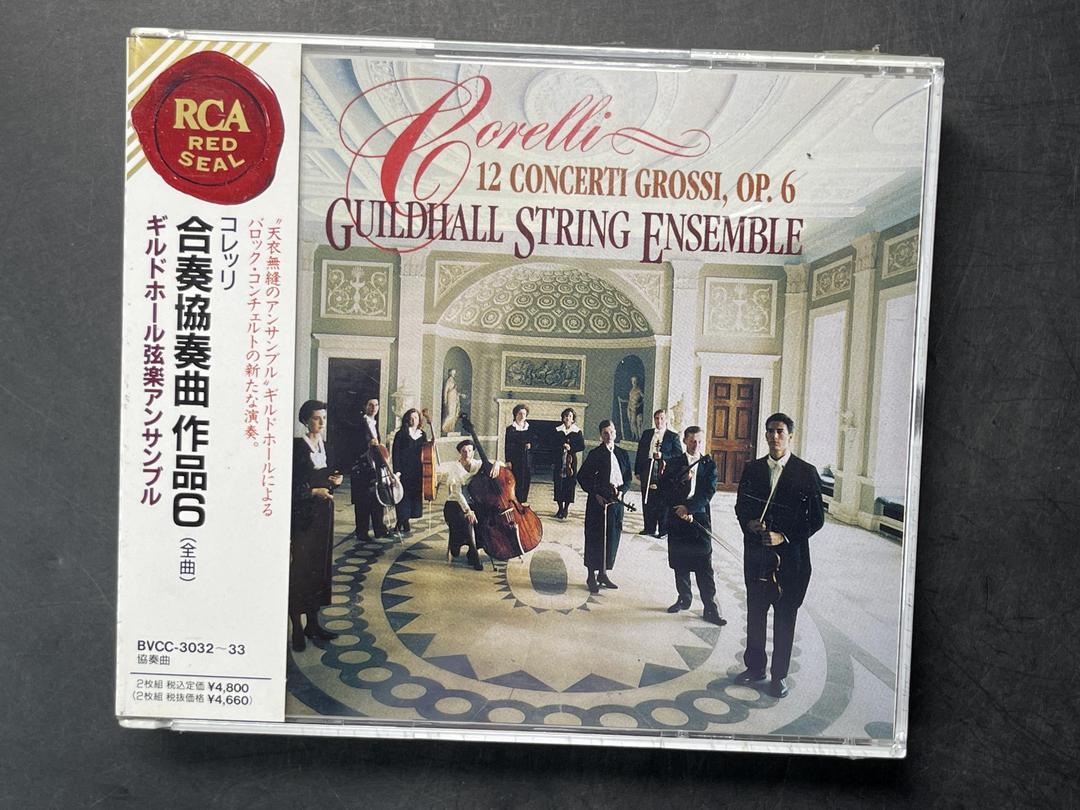 RCA
RED
SEAL
"天衣無縫のアンサンブル"ギルドホールによる
バロック・コンチェルトの新たな演奏。
コレッリ
合奏協奏曲 作品6(全曲)
ギルドホール弦楽アンサンブル
BVCC-3032~33
協奏曲
2枚組 税込定価 ¥4,800
(2枚組 税抜価格 ¥4,660)
Corelli
12 CONCERTI GROSSI, OP. 6
GUILDHALL STRING ENSEMBLE